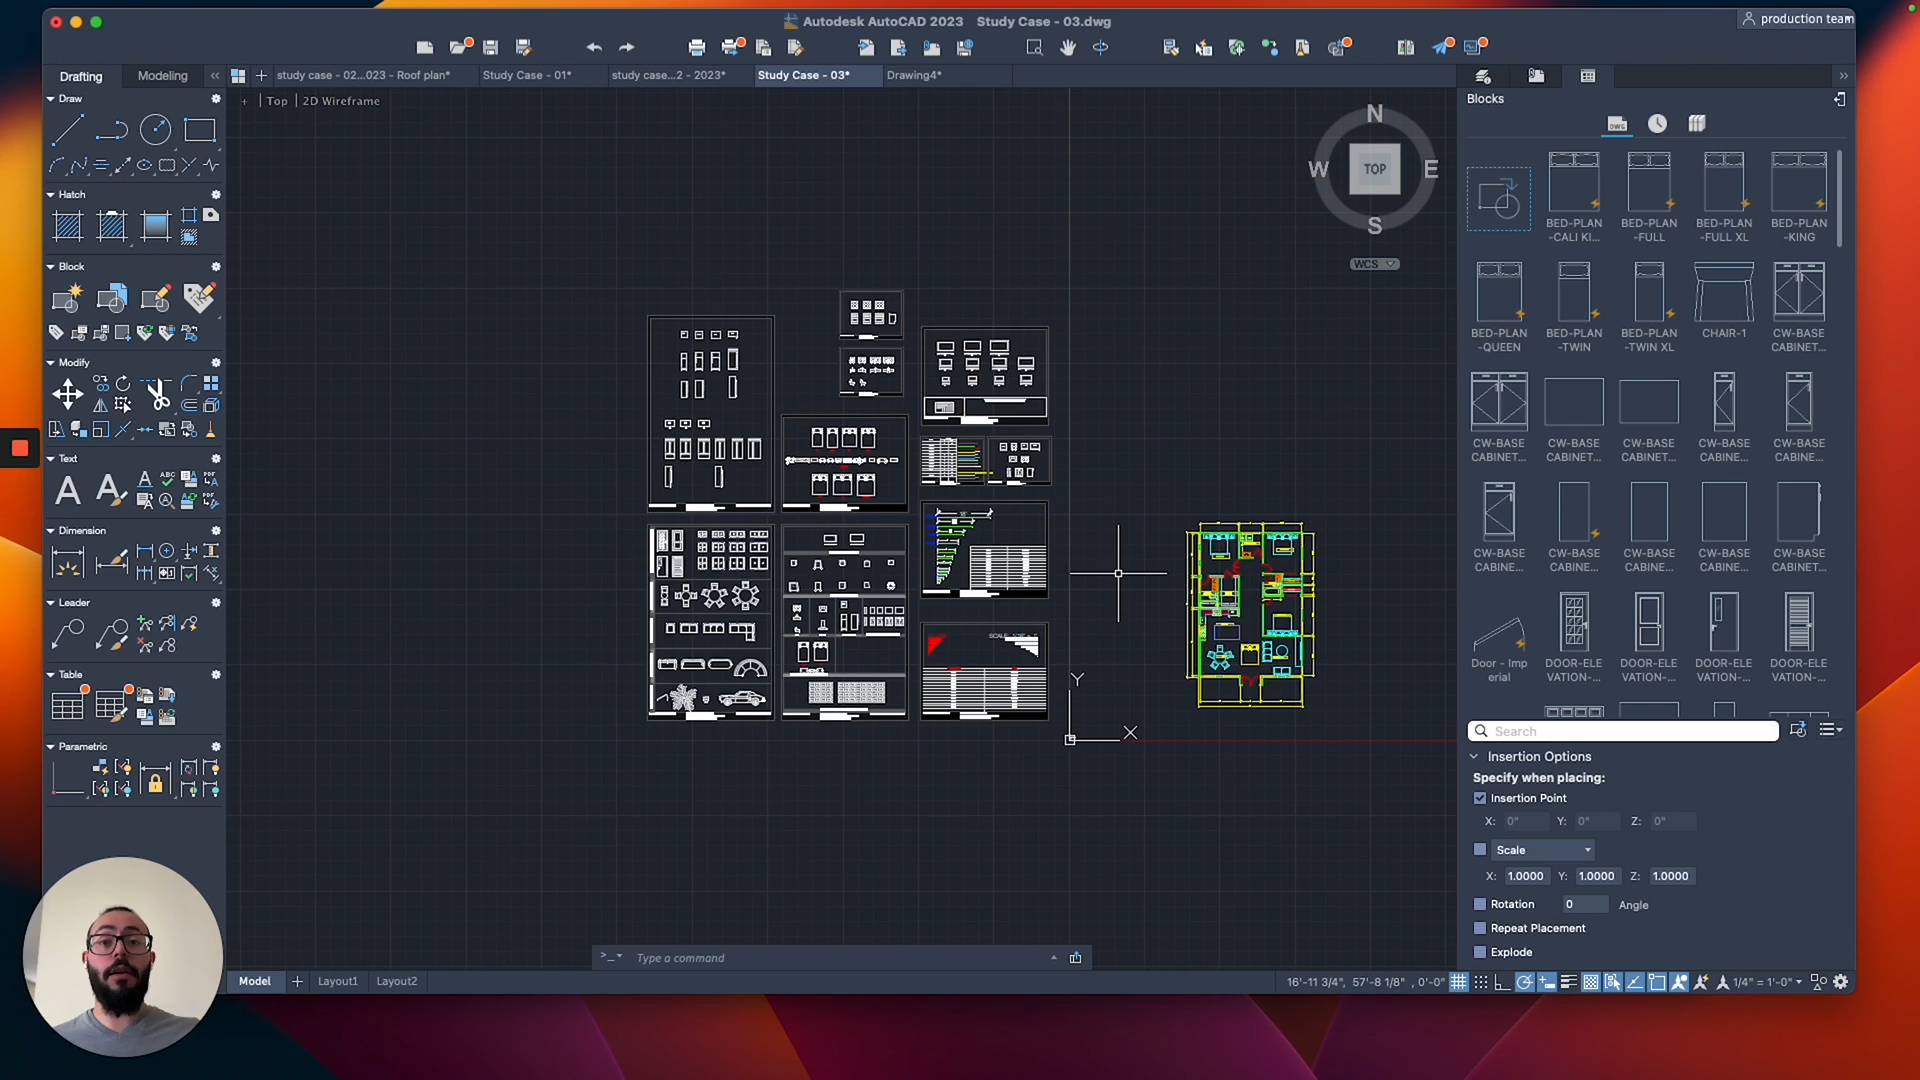 Autodesk AutoCAD 2023 Study Case - 03.dwg
production team
Drafting
Modeling
study case - 02...023 - Roof plan*
Study Case - 01*
study case...2 - 2023*
Study Case - 03*
Drawing4*
Draw
Hatch
Block
Modify
Text
Dimension
Leader
Table
Parametric
Top
2D Wireframe
N
W
TOP
E
S
WCS
Y
X
Blocks
DWG
BED-PLAN
-CALI KI...
BED-PLAN
-FULL
BED-PLAN
-FULL XL
BED-PLAN
-KING
BED-PLAN
-QUEEN
BED-PLAN
-TWIN
BED-PLAN
-TWIN XL
CHAIR-1
CW-BASE
CABINET...
CW-BASE
CABINET...
CW-BASE
CABINET...
CW-BASE
CABINET...
CW-BASE
CABINE...
CW-BASE
CABINE...
CW-BASE
CABINE...
CW-BASE
CABINE...
CW-BASE
CABINE...
CW-BASE
CABINE...
CW-BASE
CABINET...
Door - Imp
erial
DOOR-ELE
VATION-...
DOOR-ELE
VATION-...
DOOR-ELE
VATION-...
DOOR-ELE
VATION-...
Search
Insertion Options
Specify when placing:
Insertion Point
X: 0" Y: 0" Z: 0"
Scale
X: 1.0000 Y: 1.0000 Z: 1.0000
Rotation 0 Angle
Repeat Placement
Explode
Type a command
Model
Layout1
Layout2
16'-11 3/4", 57'-8 1/8" , 0'-0"
1/4" = 1'-0"